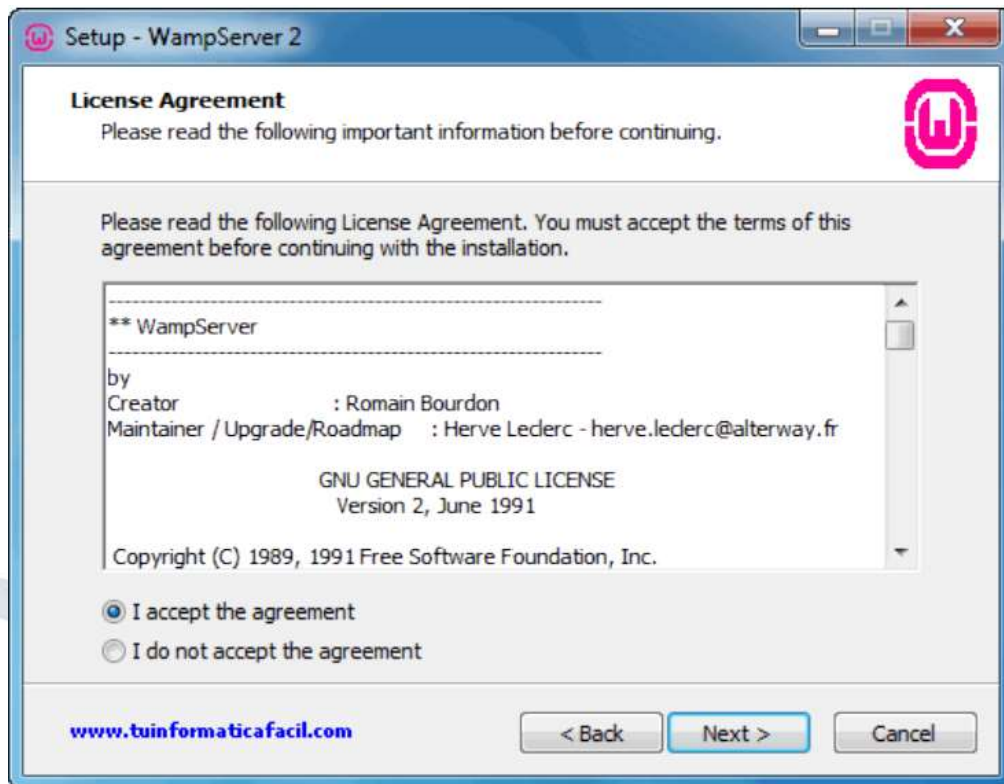 Setup - WampServer 2
License Agreement
Please read the following important information before continuing.
Please read the following License Agreement. You must accept the terms of this
agreement before continuing with the installation.
------------------------------------------------------------------
** WampServer
------------------------------------------------------------------
by
Creator : Romain Bourdon
Maintainer / Upgrade/Roadmap : Herve Leclerc - herve.leclerc@alterway.fr
GNU GENERAL PUBLIC LICENSE
Version 2, June 1991
Copyright (C) 1989, 1991 Free Software Foundation, Inc.
I accept the agreement
I do not accept the agreement
www.tuinformaticafacil.com
< Back Next > Cancel